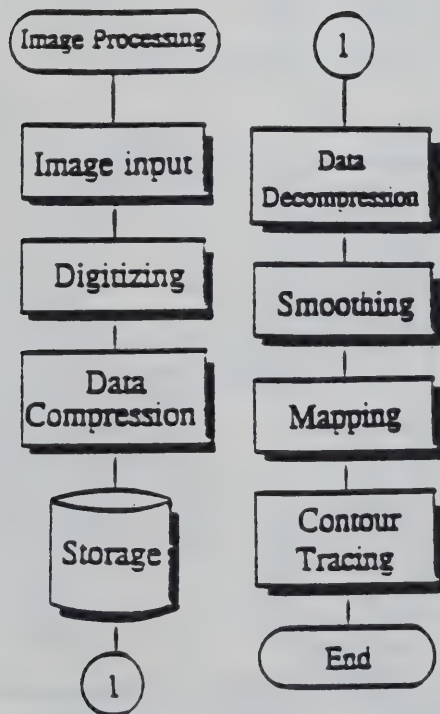 Image Processing
Image input
Digitizing
Data
Compression
Storage
1
1
Data
Decompression
Smoothing
Mapping
Contour
Tracing
End